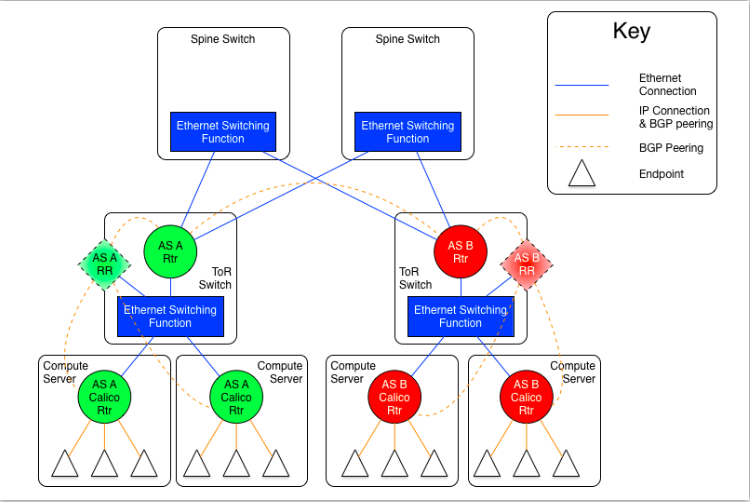 Spine Switch
Ethernet Switching
Function
Spine Switch
Ethernet Switching
Function
Key
Ethernet
Connection
IP Connection
& BGP peering
BGP Peering
Endpoint
AS A
RR
AS A
Rtr
ToR
Switch
Ethernet Switching
Function
AS B
Rtr
AS B
RR
ToR
Switch
Ethernet Switching
Function
Compute
Server
AS A
Calico
Rtr
Compute
Server
AS A
Calico
Rtr
Compute
Server
AS B
Calico
Rtr
Compute
Server
AS B
Calico
Rtr